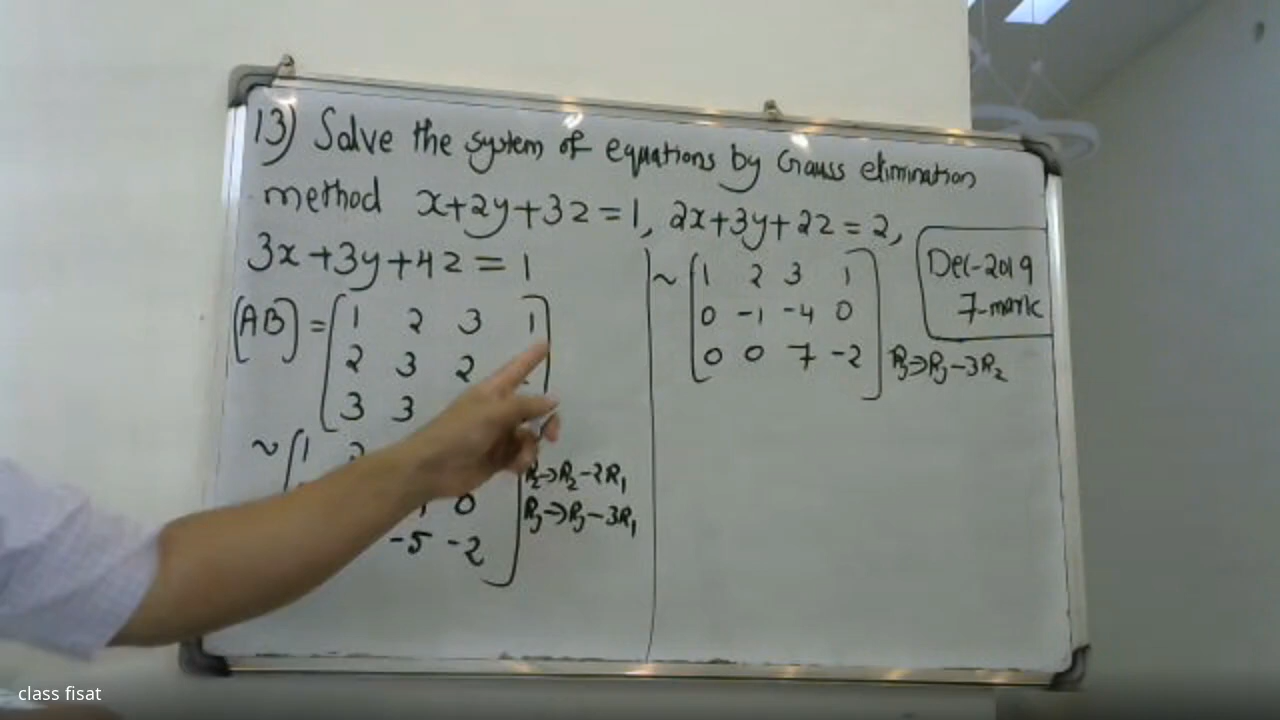 13) Solve the system of equations by Gauss elimination
method x+2y+3z=1, 2x+3y+2z=2,
3x+3y+4z=1
[AB] = [1 2 3 1
2 3 2
3 3
~ [1 2
0
-5 -2]
R2→R2-2R1
R3→R3-3R1
~ [1 2 3 1
0 -1 -4 0
0 0 7 -2] R3→R3-3R2
Dec-2019
7-mark
class fisat